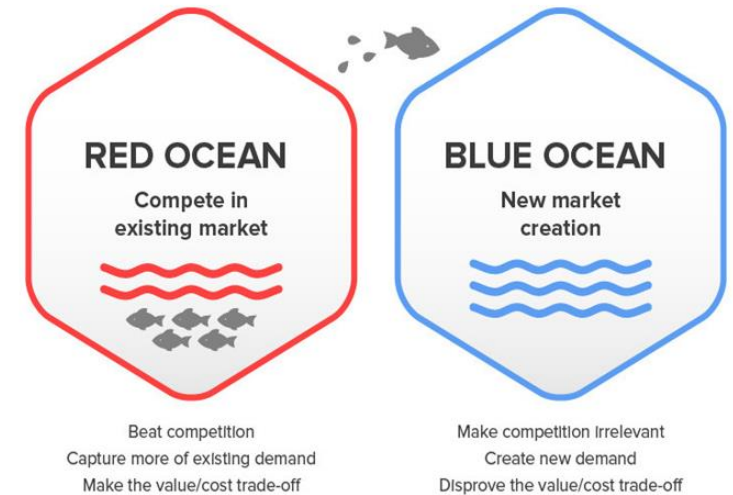 RED OCEAN
Compete in
existing market
Beat competition
Capture more of existing demand
Make the value/cost trade-off
BLUE OCEAN
New market
creation
Make competition irrelevant
Create new demand
Disprove the value/cost trade-off